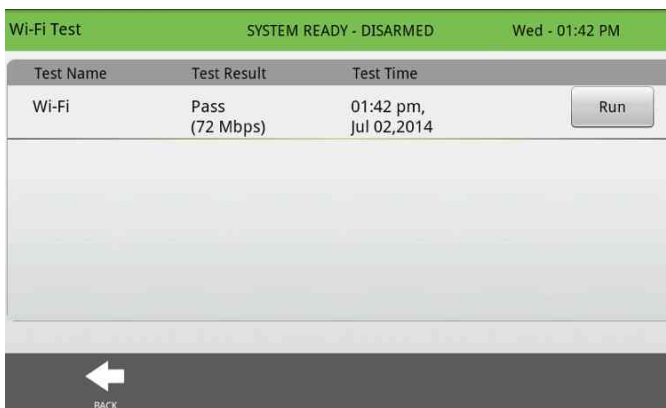 Wi-Fi Test SYSTEM READY - DISARMED Wed - 01:42 PM
Test Name Test Result Test Time
Wi-Fi Pass 01:42 pm, Run
(72 Mbps) Jul 02,2014
BACK